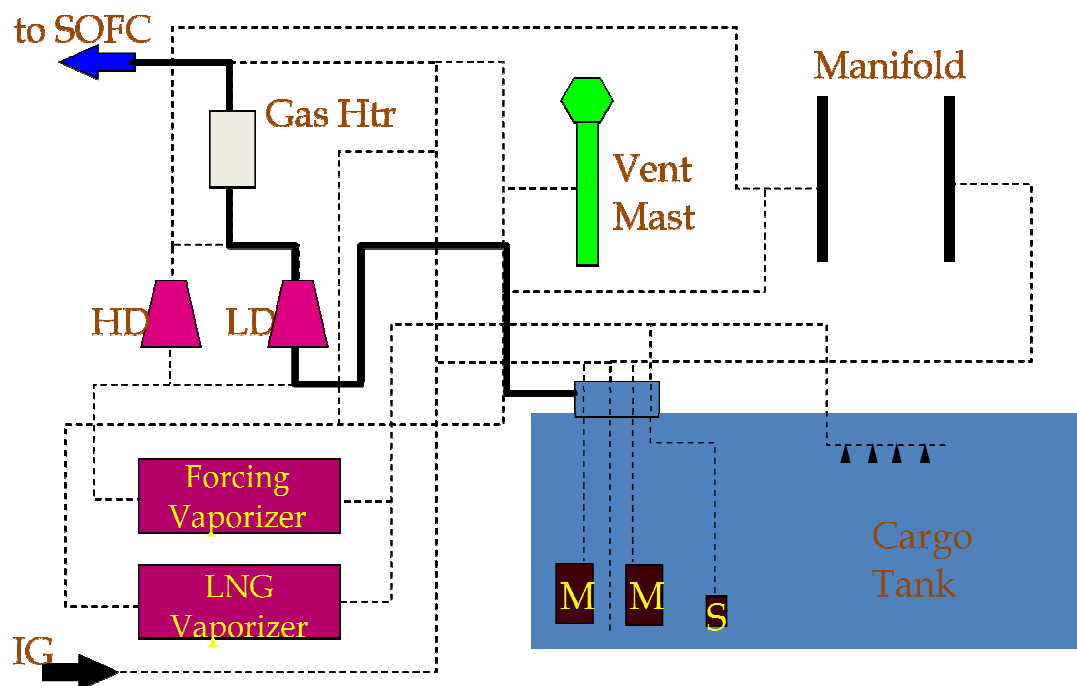 to SOFC
Manifold
Gas Htr
Vent
Mast
HD
LD
Forcing
Vaporizer
LNG
Vaporizer
Cargo
Tank
M
M
S
IG